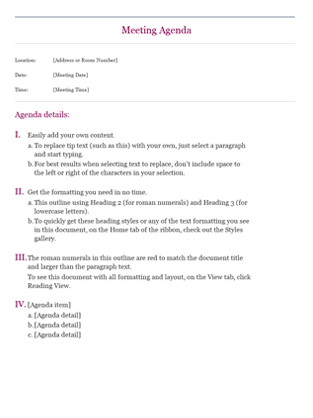 Meeting Agenda
Location: [Address or Room Number]
Date: [Meeting Date]
Time: [Meeting Time]
Agenda details:
I. Easily add your own content.
a. To replace tip text (such as this) with your own, just select a paragraph
and start typing.
b. For best results when selecting text to replace, don't include space to
the left or right of the characters in your selection.
II. Get the formatting you need in no time.
a. This outline using Heading 2 (for roman numerals) and Heading 3 (for
lowercase letters).
b. To quickly get these heading styles or any of the text formatting you see
in this document, on the Home tab of the ribbon, check out the Styles
gallery.
III. The roman numerals in this outline are red to match the document title
and larger than the paragraph text.
To see this document with all formatting and layout, on the View tab, click
Reading View.
IV. [Agenda item]
a. [Agenda detail]
b. [Agenda detail]
c. [Agenda detail]